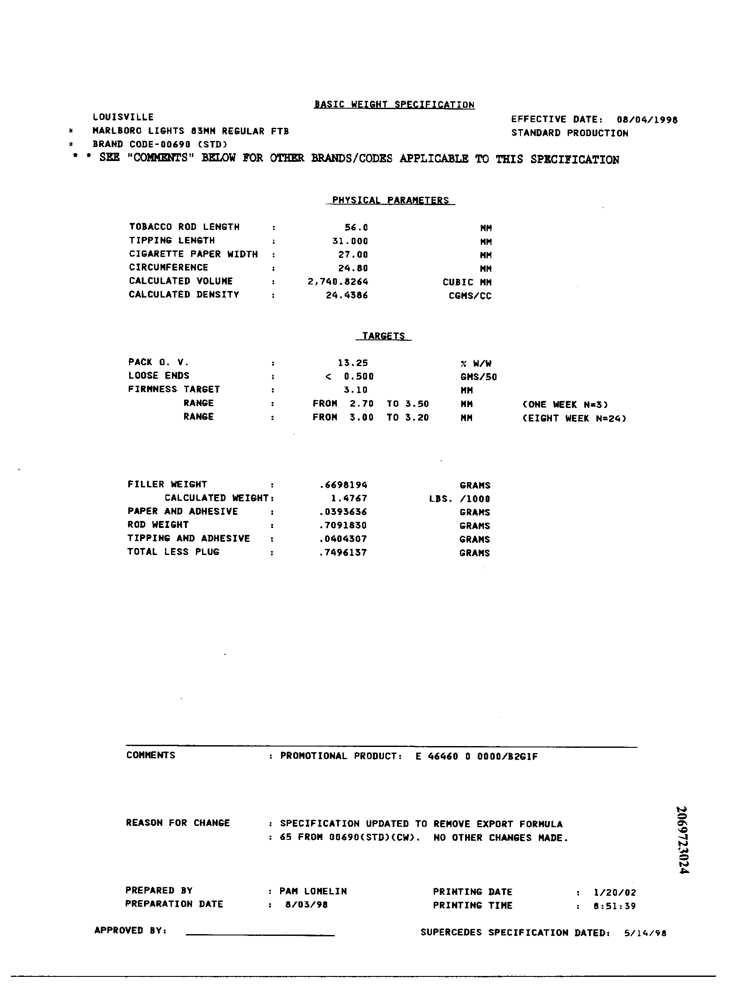 BASIC WEIGHT SPECIFICATION
LOUISVILLE EFFECTIVE DATE: 08/04/1998
* MARLBORO LIGHTS 83MM REGULAR FTB STANDARD PRODUCTION
* BRAND CODE-00690 (STD)
* * SEE "COMMENTS" BELOW FOR OTHER BRANDS/CODES APPLICABLE TO THIS SPECIFICATION
PHYSICAL PARAMETERS
TOBACCO ROD LENGTH : 56.0 MM
TIPPING LENGTH : 31.000 MM
CIGARETTE PAPER WIDTH : 27.00 MM
CIRCUMFERENCE : 24.80 MM
CALCULATED VOLUME : 2,740.8264 CUBIC MM
CALCULATED DENSITY : 24.4386 CGMS/CC
TARGETS
PACK O. V. : 13.25 % W/W
LOOSE ENDS : < 0.500 GMS/50
FIRMNESS TARGET : 3.10 MM
RANGE : FROM 2.70 TO 3.50 MM (ONE WEEK N=3)
RANGE : FROM 3.00 TO 3.20 MM (EIGHT WEEK N=24)
FILLER WEIGHT : .6698194 GRAMS
CALCULATED WEIGHT: 1.4767 LBS. /1000
PAPER AND ADHESIVE : .0393636 GRAMS
ROD WEIGHT : .7091830 GRAMS
TIPPING AND ADHESIVE : .0404307 GRAMS
TOTAL LESS PLUG : .7496137 GRAMS
COMMENTS : PROMOTIONAL PRODUCT: E 46460 D 0000/B2G1F
REASON FOR CHANGE : SPECIFICATION UPDATED TO REMOVE EXPORT FORMULA
: 65 FROM 00690(STD)(CW). NO OTHER CHANGES MADE.
2069723024
PREPARED BY : PAM LOMELIN PRINTING DATE : 1/20/02
PREPARATION DATE : 8/03/98 PRINTING TIME : 8:51:39
APPROVED BY: SUPERCEDES SPECIFICATION DATED: 5/14/98